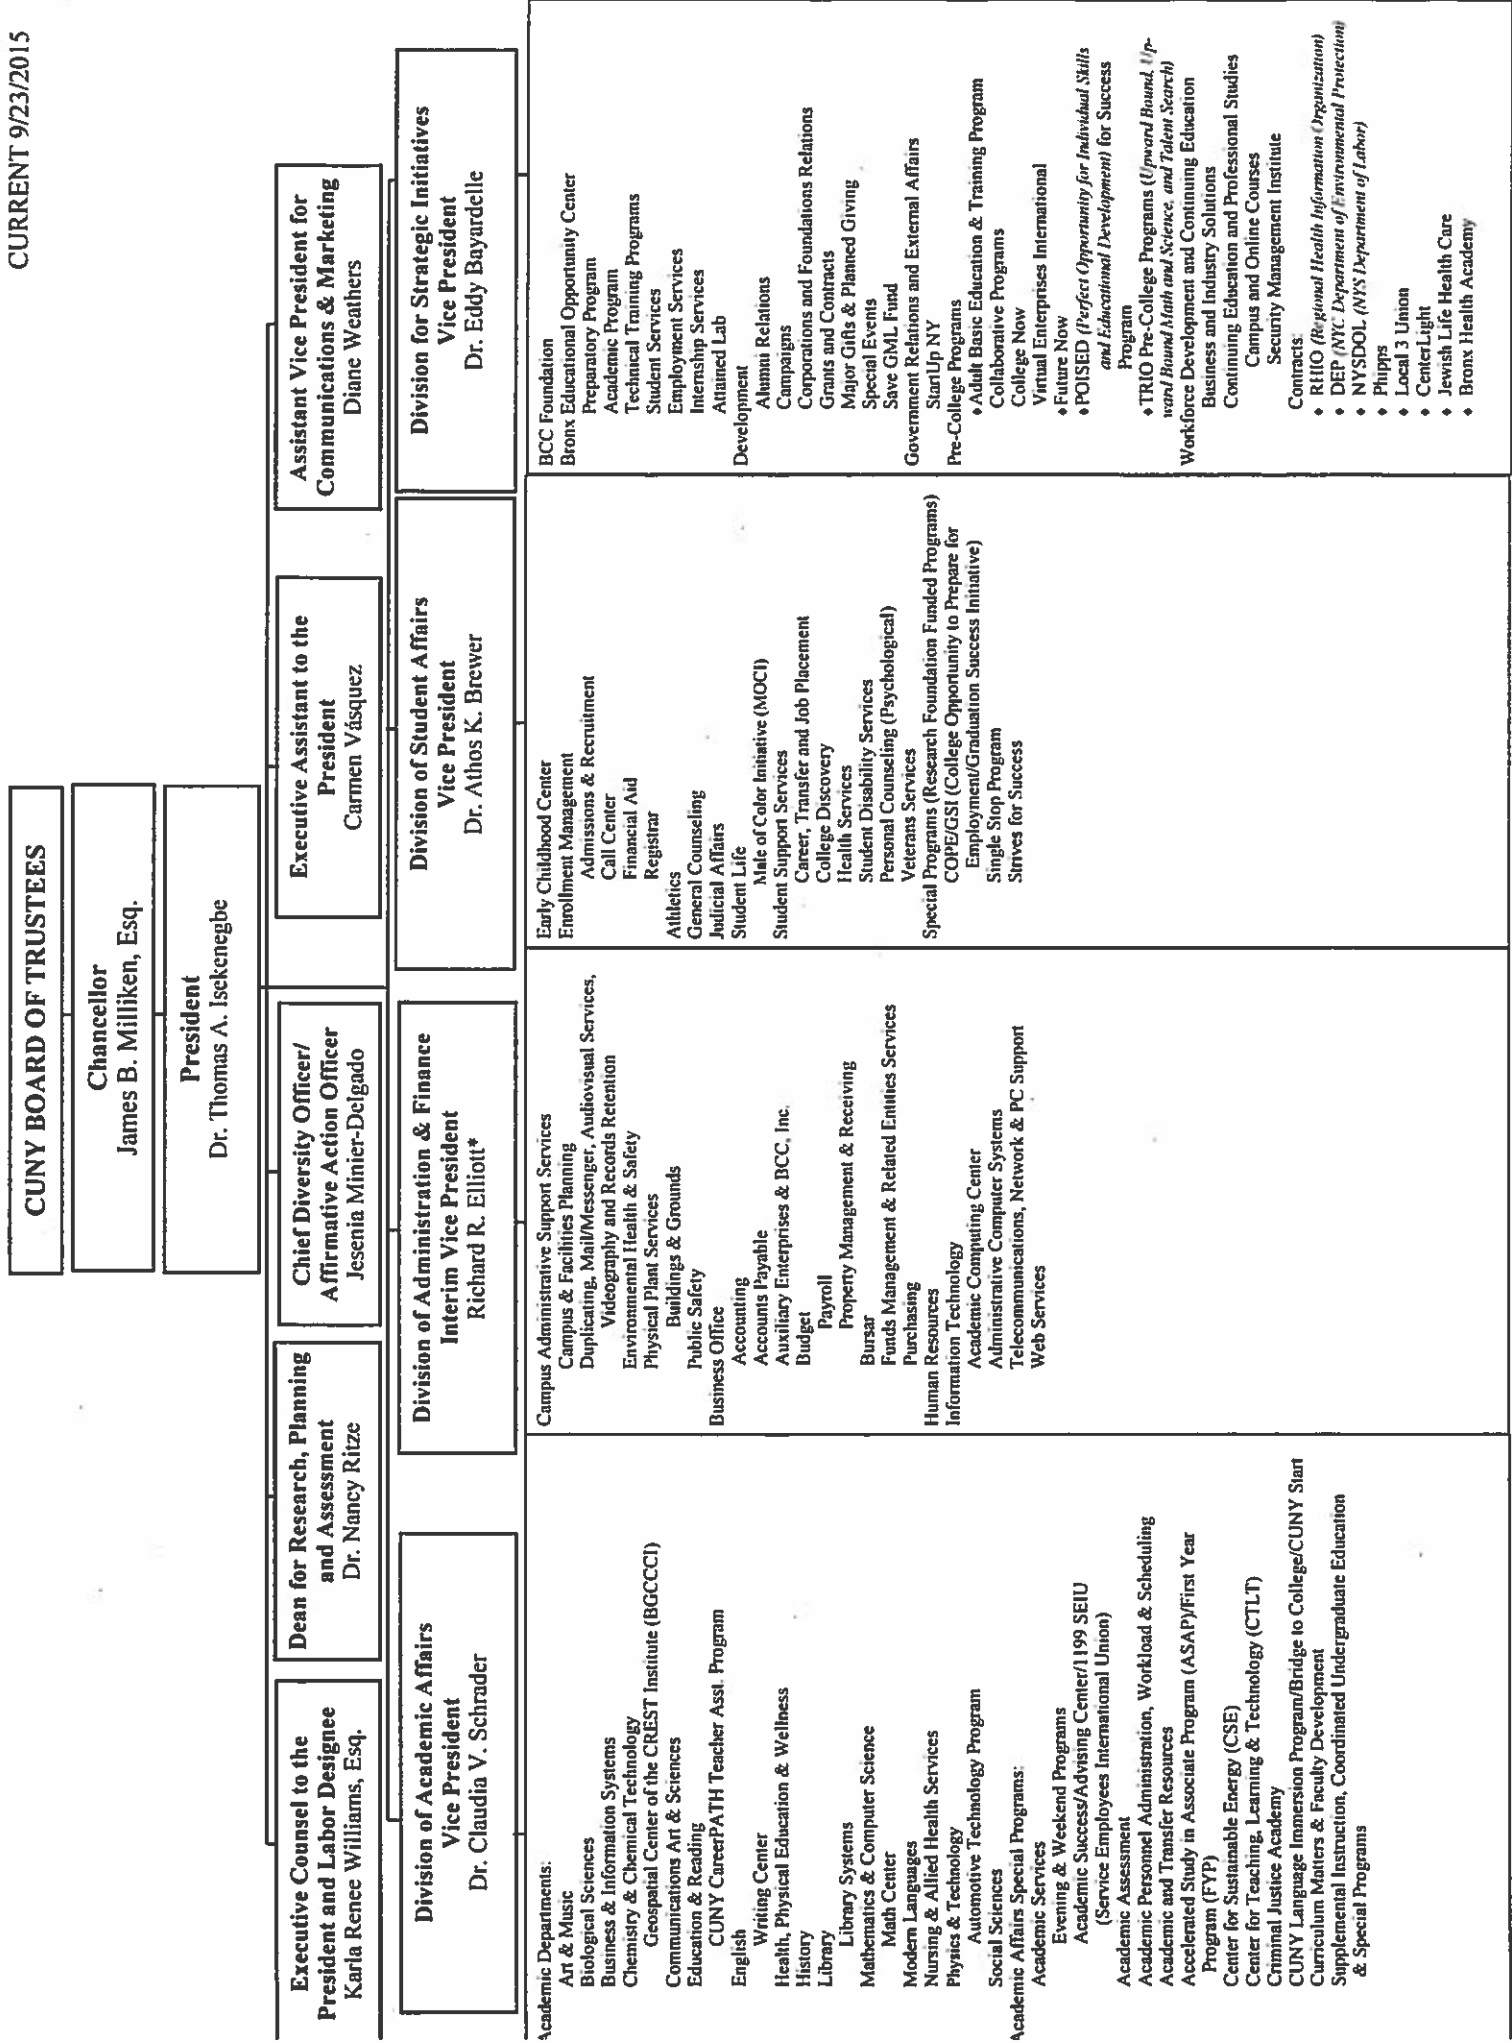 CURRENT 9/23/2015
CUNY BOARD OF TRUSTEES
Chancellor
James B. Milliken, Esq.
President
Dr. Thomas A. Isekenegbe
Executive Counsel to the
President and Labor Designee
Karla Renee Williams, Esq.
Dean for Research, Planning
and Assessment
Dr. Nancy Ritze
Chief Diversity Officer/
Affirmative Action Officer
Jesenia Minier-Delgado
Executive Assistant to the
President
Carmen Vásquez
Assistant Vice President for
Communications & Marketing
Diane Weathers
Division of Academic Affairs
Vice President
Dr. Claudia V. Schrader
Division of Administration & Finance
Interim Vice President
Richard R. Elliott*
Division of Student Affairs
Vice President
Dr. Athos K. Brewer
Division for Strategic Initiatives
Vice President
Dr. Eddy Bayardelle
Academic Departments:
Art & Music
Biological Sciences
Business & Information Systems
Chemistry & Chemical Technology
Geospatial Center of the CREST Institute (BGCCCI)
Communications Art & Sciences
Education & Reading
CUNY CareerPATH Teacher Asst. Program
English
Writing Center
Health, Physical Education & Wellness
History
Library
Library Systems
Mathematics & Computer Science
Math Center
Modern Languages
Nursing & Allied Health Services
Physics & Technology
Automotive Technology Program
Social Sciences
Academic Affairs Special Programs:
Academic Services
Evening & Weekend Programs
Academic Success/Advising Center/1199 SEIU
(Service Employees International Union)
Academic Assessment
Academic Personnel Administration, Workload & Scheduling
Academic and Transfer Resources
Accelerated Study in Associate Program (ASAP)/First Year
Program (FYP)
Center for Sustainable Energy (CSE)
Center for Teaching, Learning & Technology (CTLT)
Criminal Justice Academy
CUNY Language Immersion Program/Bridge to College/CUNY Start
Curriculum Matters & Faculty Development
Supplemental Instruction, Coordinated Undergraduate Education
& Special Programs
Campus Administrative Support Services
Campus & Facilities Planning
Duplicating, Mail/Messenger, Audiovisual Services,
Videography and Records Retention
Environmental Health & Safety
Physical Plant Services
Buildings & Grounds
Public Safety
Business Office
Accounting
Accounts Payable
Auxiliary Enterprises & BCC, Inc.
Budget
Payroll
Property Management & Receiving
Bursar
Funds Management & Related Entities Services
Purchasing
Human Resources
Information Technology
Academic Computing Center
Administrative Computer Systems
Telecommunications, Network & PC Support
Web Services
Early Childhood Center
Enrollment Management
Admissions & Recruitment
Call Center
Financial Aid
Registrar
Athletics
General Counseling
Judicial Affairs
Student Life
Male of Color Initiative (MOCI)
Student Support Services
Career, Transfer and Job Placement
College Discovery
Health Services
Student Disability Services
Personal Counseling (Psychological)
Veterans Services
Special Programs (Research Foundation Funded Programs)
COPE/GSI (College Opportunity to Prepare for
Employment/Graduation Success Initiative)
Single Stop Program
Strives for Success
BCC Foundation
Bronx Educational Opportunity Center
Preparatory Program
Academic Program
Technical Training Programs
Student Services
Employment Services
Internship Services
Attained Lab
Development
Alumni Relations
Campaigns
Corporations and Foundations Relations
Grants and Contracts
Major Gifts & Planned Giving
Special Events
Save GML Fund
Government Relations and External Affairs
StartUp NY
Pre-College Programs
♦ Adult Basic Education & Training Program
Collaborative Programs
College Now
Virtual Enterprises International
♦ Future Now
♦ POISED (Perfect Opportunity for Individual Skills
and Educational Development) for Success
Program
♦ TRIO Pre-College Programs (Upward Bound, Up-
ward Bound Math and Science, and Talent Search)
Workforce Development and Continuing Education
Business and Industry Solutions
Continuing Education and Professional Studies
Campus and Online Courses
Security Management Institute
Contracts:
♦ RHIO (Regional Health Information Organization)
♦ DEP (NYC Department of Environmental Protection)
♦ NYSDOL (NYS Department of Labor)
♦ Phipps
♦ Local 3 Union
♦ CenterLight
♦ Jewish Life Health Care
♦ Bronx Health Academy